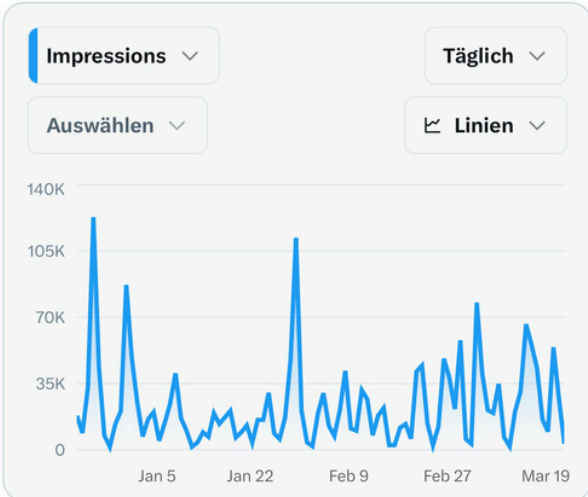 Impressions
Täglich
Auswählen
Linien
140K
105K
70K
35K
0
Jan 5
Jan 22
Feb 9
Feb 27
Mar 19